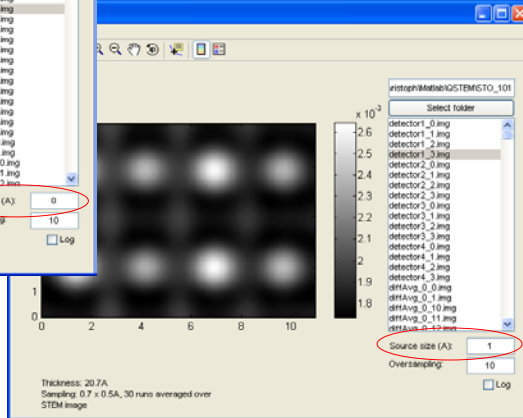 .img
.img
.img
.img
.img
.img
.img
.img
.img
.img
.img
.img
0.img
1.img
2.img
(A): 0
g: 10
Log
ristoph\Matlab\QSTEM\STO_101
Select folder
detector1_0.img
detector1_1.img
detector1_2.img
detector1_3.img
detector2_0.img
detector2_1.img
detector2_2.img
detector2_3.img
detector3_0.img
detector3_1.img
detector3_2.img
detector3_3.img
detector4_0.img
detector4_1.img
detector4_2.img
detector4_3.img
diffAvg_0_0.img
diffAvg_0_1.img
diffAvg_0_10.img
diffAvg_0_11.img
diffAvg_0_12.img
Source size (A): 1
Oversampling: 10
Log
x 10^-3
2.6
2.5
2.4
2.3
2.2
2.1
2
1.9
1.8
1
0
0 2 4 6 8 10
Thickness: 20.7A
Sampling: 0.7 x 0.5A, 30 runs averaged over
STEM image